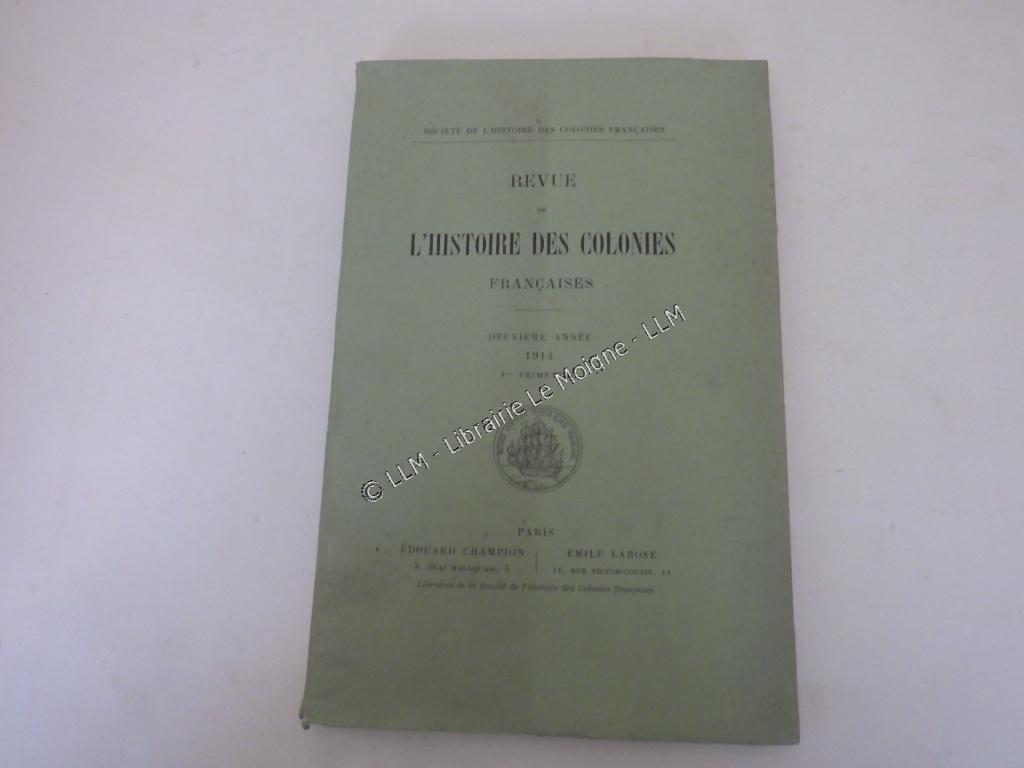 SOCIÉTÉ DE L'HISTOIRE DES COLONIES FRANÇAISES
REVUE
DE
L'HISTOIRE DES COLONIES
FRANÇAISES
DEUXIÈME ANNÉE
1914
1er TRIME
© LLM - Librairie Le Moigne - LLM
PARIS
ÉDOUARD CHAMPION
5, QUAI MALAQUAIS, 5
ÉMILE LAROSE
11, RUE VICTOR-COUSIN, 11
Libraires de la Société de l'Histoire des Colonies françaises.